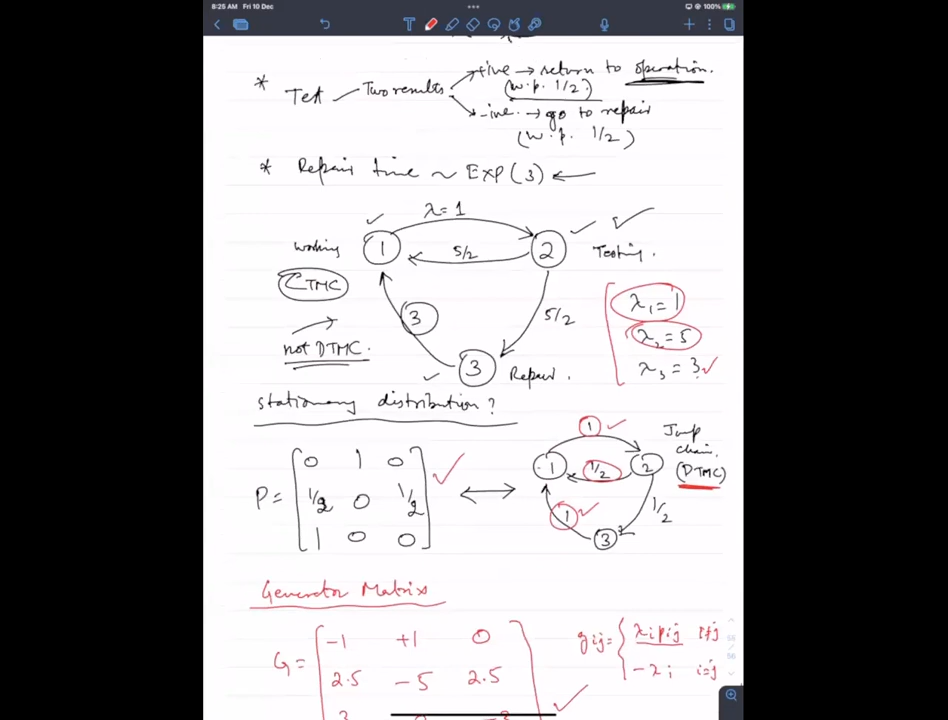 8:25 AM Fri 10 Dec
100%
* Test Two results +ive → return to operation.
(w.p. 1/2)
-ive. → go to repair
(w.p. 1/2)
* Repair time ~ EXP(3) ←
λ = 1
working 1 5/2 2 Testing.
CTMC
3 5/2
not DTMC.
3 Repair.
λ₁ = 1
λ₂ = 5
λ₃ = 3
stationary distribution?
P = [ 0 1 0
1/2 0 1/2
1 0 0 ]
↔
1
1 1/2 2
1 1/2
3
Jump
chain.
(DTMC)
Generator Matrix
G = [ -1 +1 0
2.5 -5 2.5
gij = { λi pij i≠j
-λi i=j